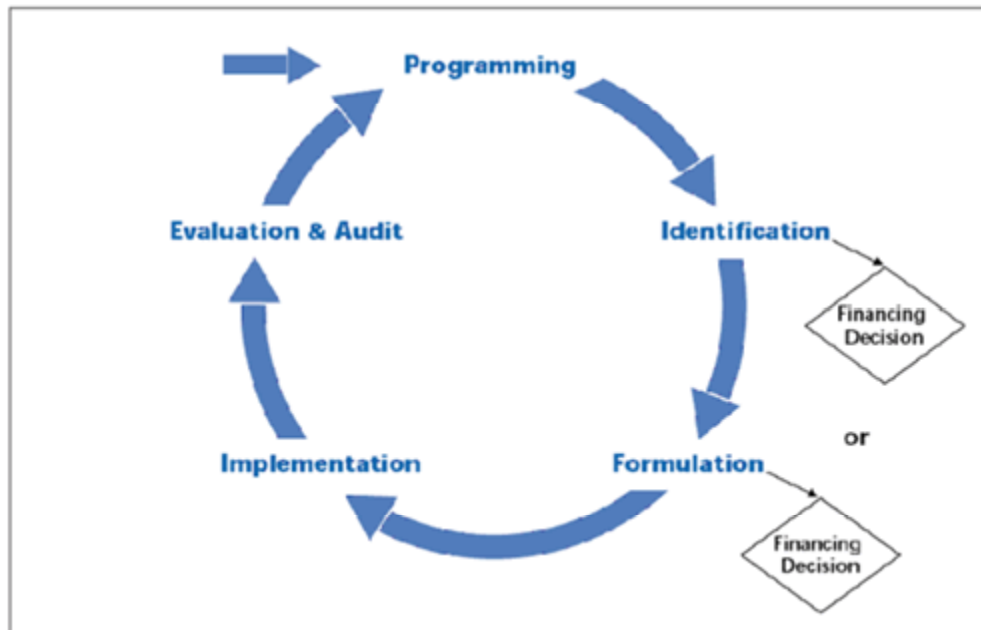 Programming
Evaluation & Audit
Identification
Financing
Decision
or
Implementation
Formulation
Financing
Decision